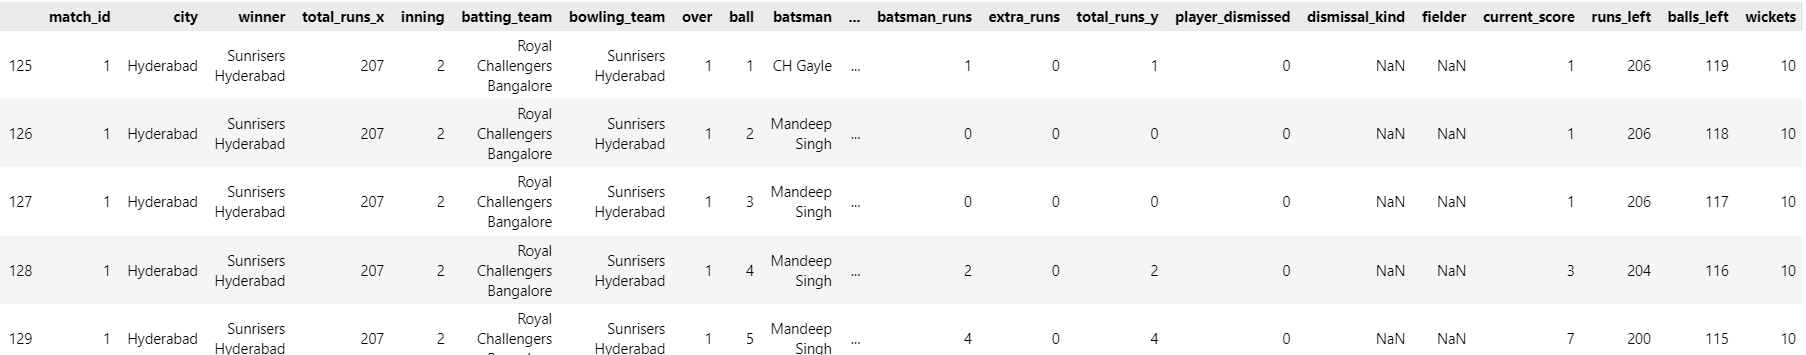 match_id city winner total_runs_x inning batting_team bowling_team over ball batsman ... batsman_runs extra_runs total_runs_y player_dismissed dismissal_kind fielder current_score runs_left balls_left wickets
125 1 Hyderabad Sunrisers Hyderabad 207 2 Royal Challengers Bangalore Sunrisers Hyderabad 1 1 CH Gayle ... 1 0 1 0 NaN NaN 1 206 119 10
126 1 Hyderabad Sunrisers Hyderabad 207 2 Royal Challengers Bangalore Sunrisers Hyderabad 1 2 Mandeep Singh ... 0 0 0 0 NaN NaN 1 206 118 10
127 1 Hyderabad Sunrisers Hyderabad 207 2 Royal Challengers Bangalore Sunrisers Hyderabad 1 3 Mandeep Singh ... 0 0 0 0 NaN NaN 1 206 117 10
128 1 Hyderabad Sunrisers Hyderabad 207 2 Royal Challengers Bangalore Sunrisers Hyderabad 1 4 Mandeep Singh ... 2 0 2 0 NaN NaN 3 204 116 10
129 1 Hyderabad Sunrisers Hyderabad 207 2 Royal Challengers Sunrisers Hyderabad 1 5 Mandeep Singh ... 4 0 4 0 NaN NaN 7 200 115 10